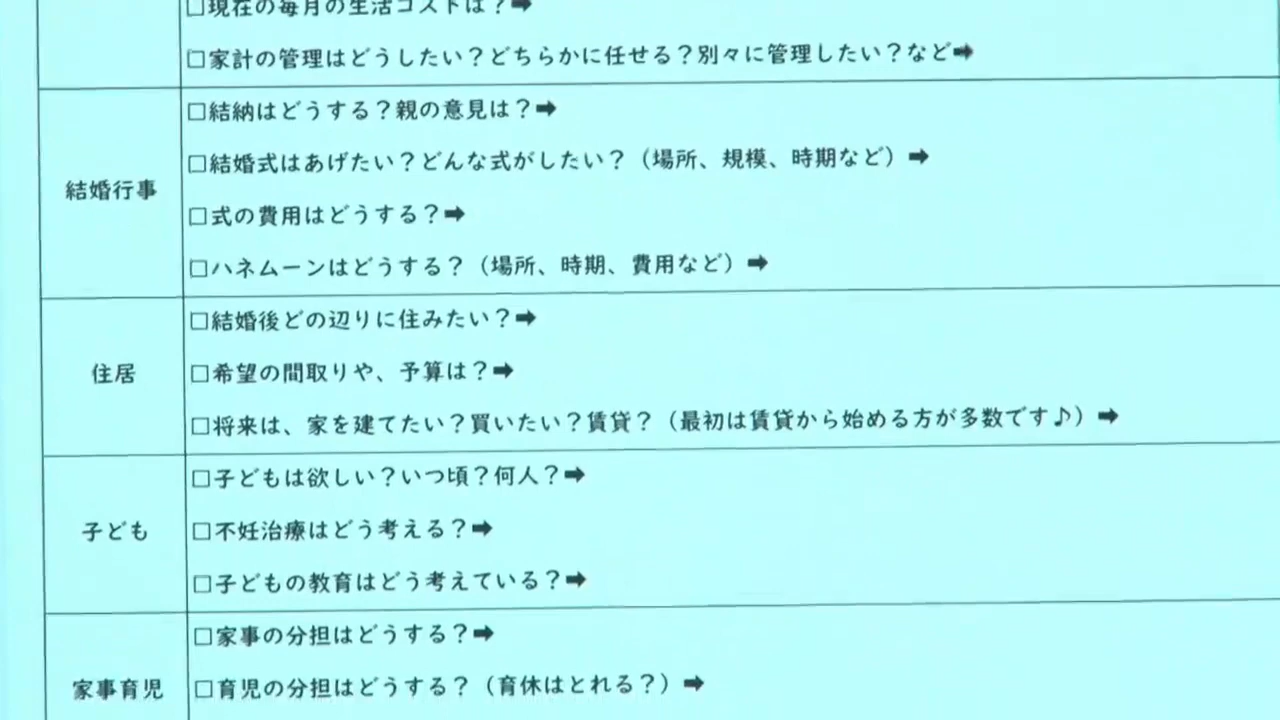 □現在の毎月の生活コストは？➡
□家計の管理はどうしたい？どちらかに任せる？別々に管理したい？など➡
結婚行事
□結納はどうする？親の意見は？➡
□結婚式はあげたい？どんな式がしたい？（場所、規模、時期など）➡
□式の費用はどうする？➡
□ハネムーンはどうする？（場所、時期、費用など）➡
住居
□結婚後どの辺りに住みたい？➡
□希望の間取りや、予算は？➡
□将来は、家を建てたい？買いたい？賃貸？（最初は賃貸から始める方が多数です♪）➡
子ども
□子どもは欲しい？いつ頃？何人？➡
□不妊治療はどう考える？➡
□子どもの教育はどう考えている？➡
家事育児
□家事の分担はどうする？➡
□育児の分担はどうする？（育休はとれる？）➡